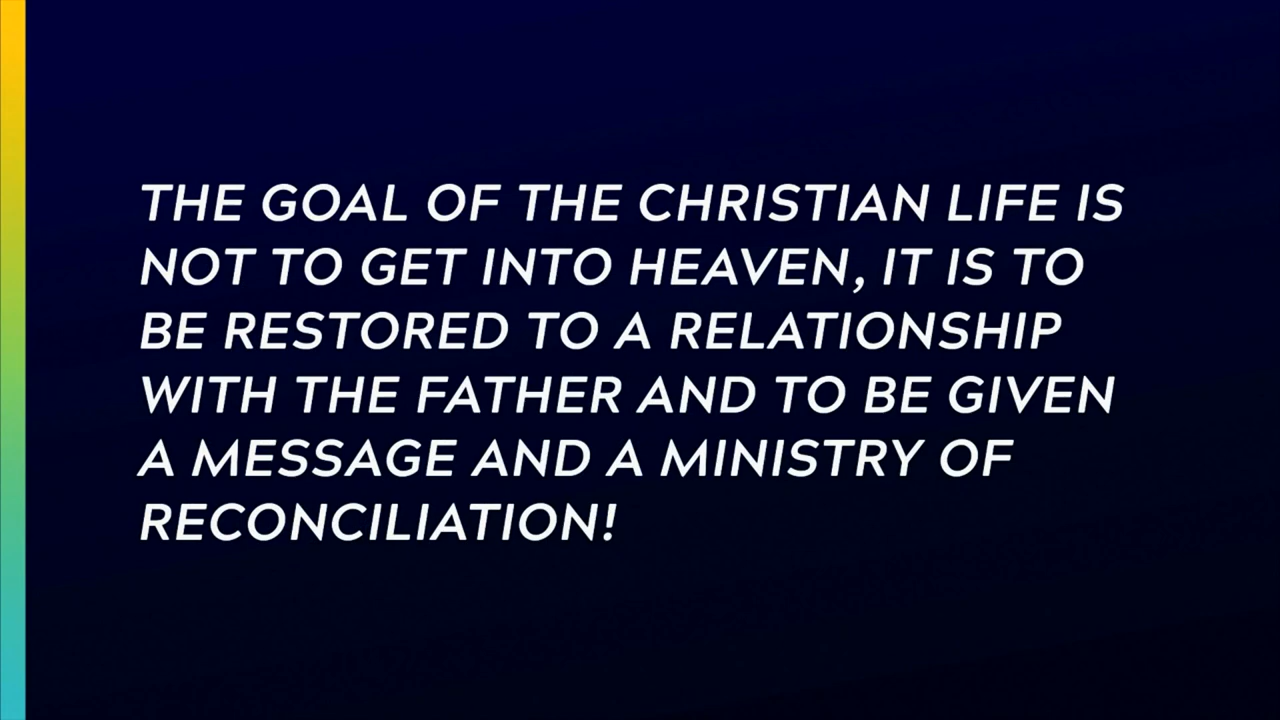 THE GOAL OF THE CHRISTIAN LIFE IS
NOT TO GET INTO HEAVEN, IT IS TO
BE RESTORED TO A RELATIONSHIP
WITH THE FATHER AND TO BE GIVEN
A MESSAGE AND A MINISTRY OF
RECONCILIATION!